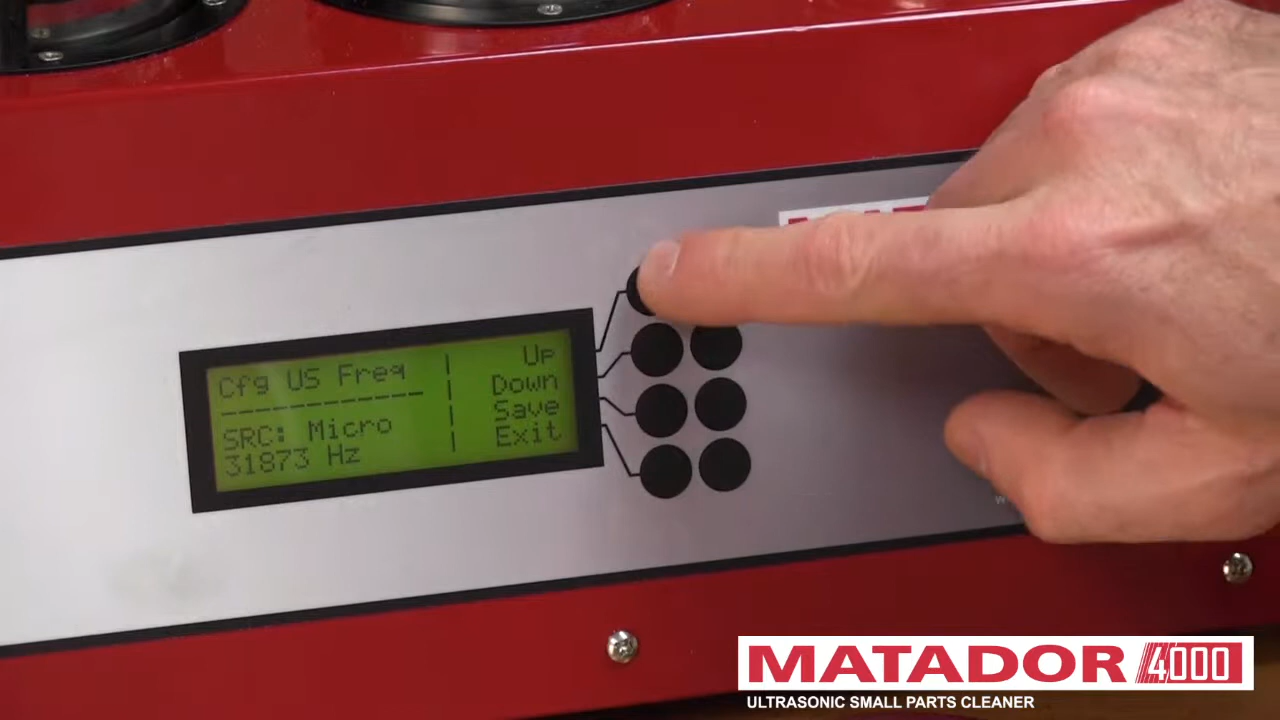 Cfg US Freq | Up
------------ | Down
SRC: Micro | Save
31873 Hz | Exit
MATADOR 4000
ULTRASONIC SMALL PARTS CLEANER